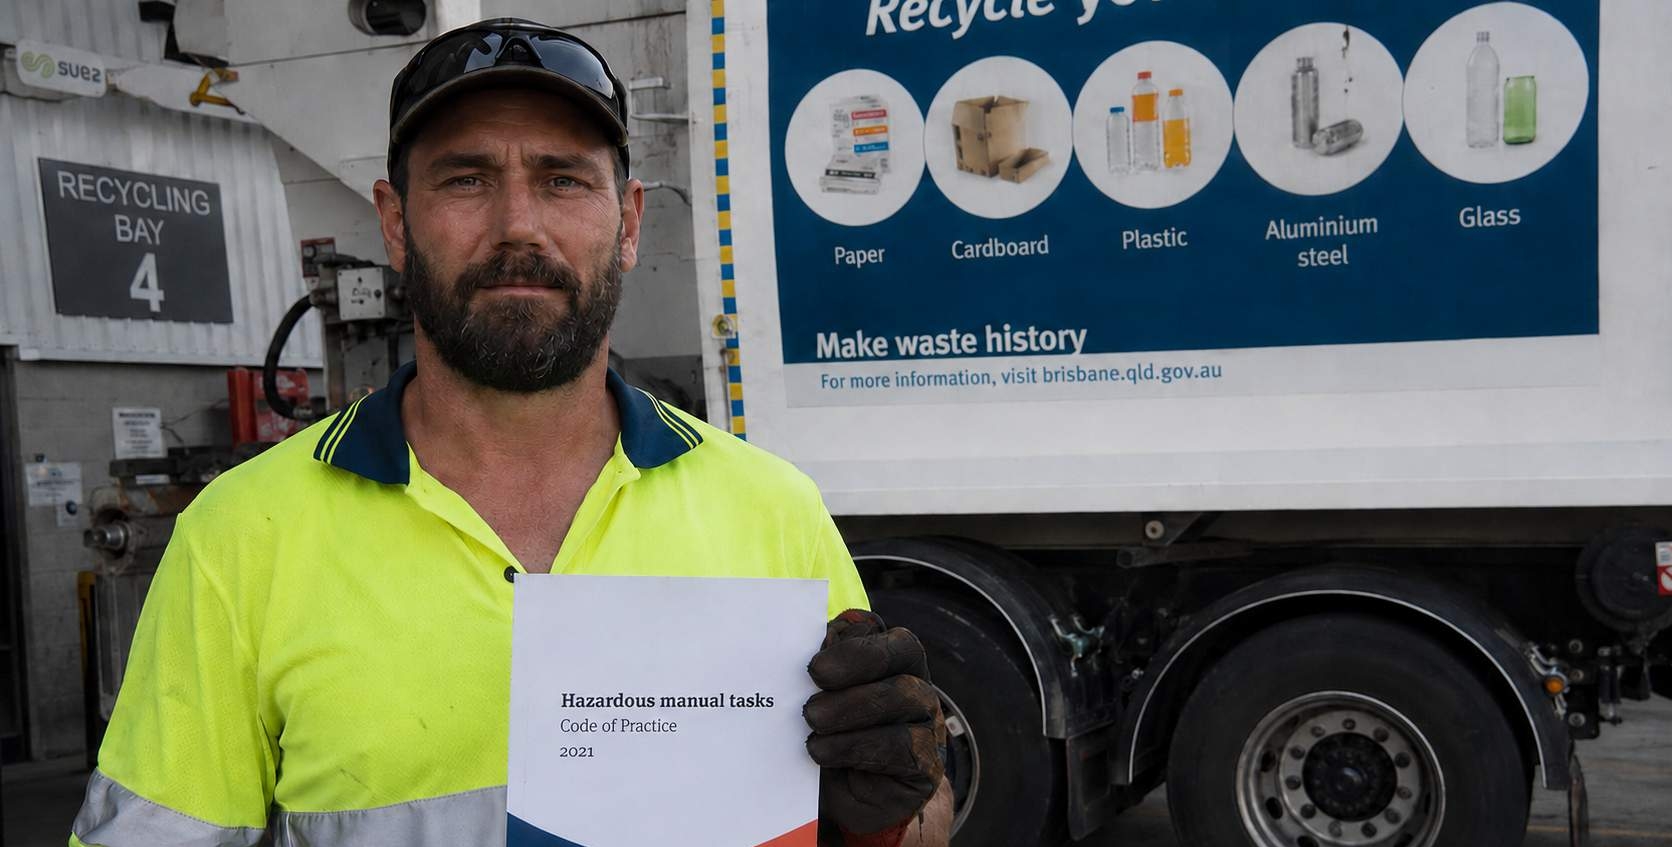 suez
RECYCLING
BAY
4
Recycle
Paper
Cardboard
Plastic
Aluminium
steel
Glass
Make waste history
For more information, visit brisbane.qld.gov.au
Hazardous manual tasks
Code of Practice
2021